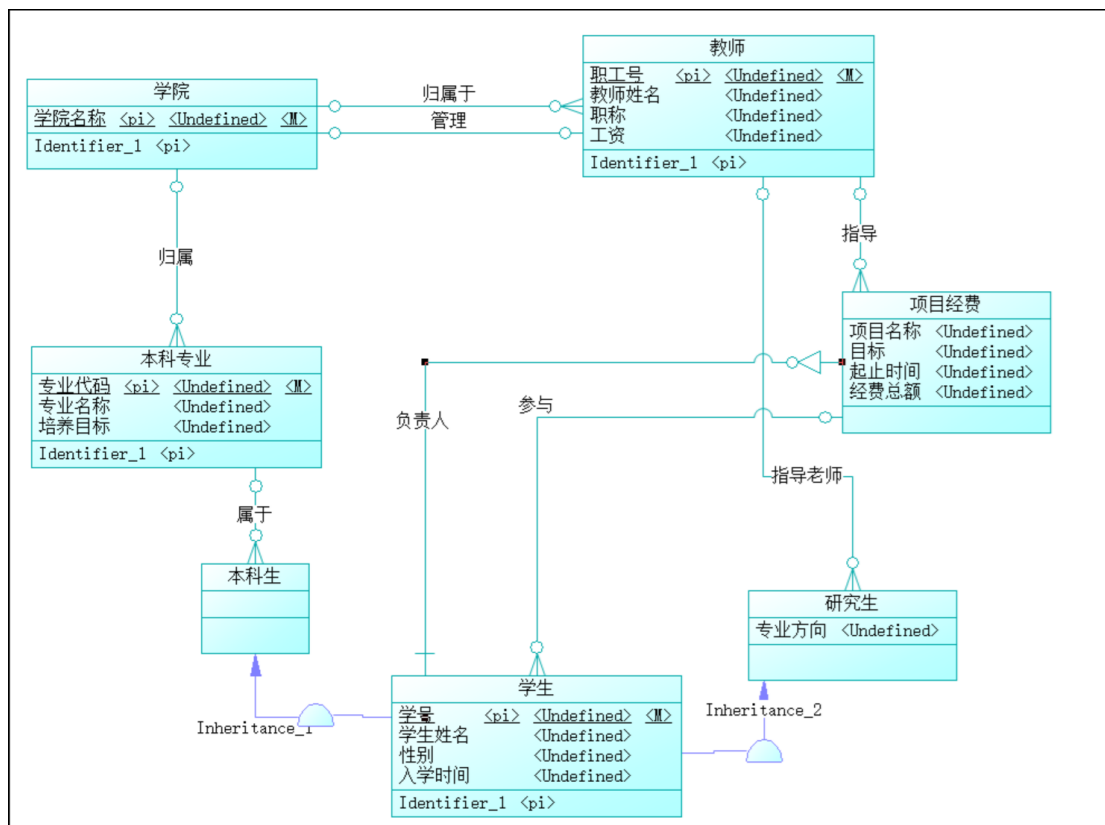 教师
职工号 <pi> <Undefined> <M>
教师姓名 <Undefined>
职称 <Undefined>
工资 <Undefined>
Identifier_1 <pi>
学院
学院名称 <pi> <Undefined> <M>
Identifier_1 <pi>
归属于
管理
归属
指导
项目经费
项目名称 <Undefined>
目标 <Undefined>
起止时间 <Undefined>
经费总额 <Undefined>
本科专业
专业代码 <pi> <Undefined> <M>
专业名称 <Undefined>
培养目标 <Undefined>
Identifier_1 <pi>
参与
负责人
指导老师
属于
本科生
研究生
专业方向 <Undefined>
Inheritance_1
Inheritance_2
学生
学号 <pi> <Undefined> <M>
学生姓名 <Undefined>
性别 <Undefined>
入学时间 <Undefined>
Identifier_1 <pi>